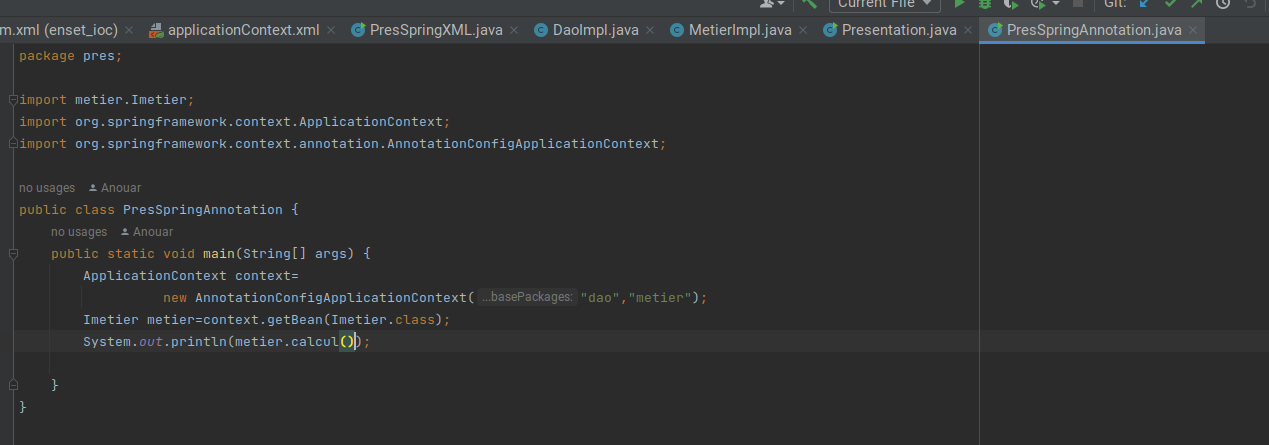 Current File
Git:
m.xml (enset_ioc) applicationContext.xml PresSpringXML.java DaoImpl.java MetierImpl.java Presentation.java PresSpringAnnotation.java
package pres;
import metier.Imetier;
import org.springframework.context.ApplicationContext;
import org.springframework.context.annotation.AnnotationConfigApplicationContext;
no usages Anouar
public class PresSpringAnnotation {
no usages Anouar
public static void main(String[] args) {
ApplicationContext context=
new AnnotationConfigApplicationContext( ...basePackages: "dao","metier");
Imetier metier=context.getBean(Imetier.class);
System.out.println(metier.calcul());
}
}